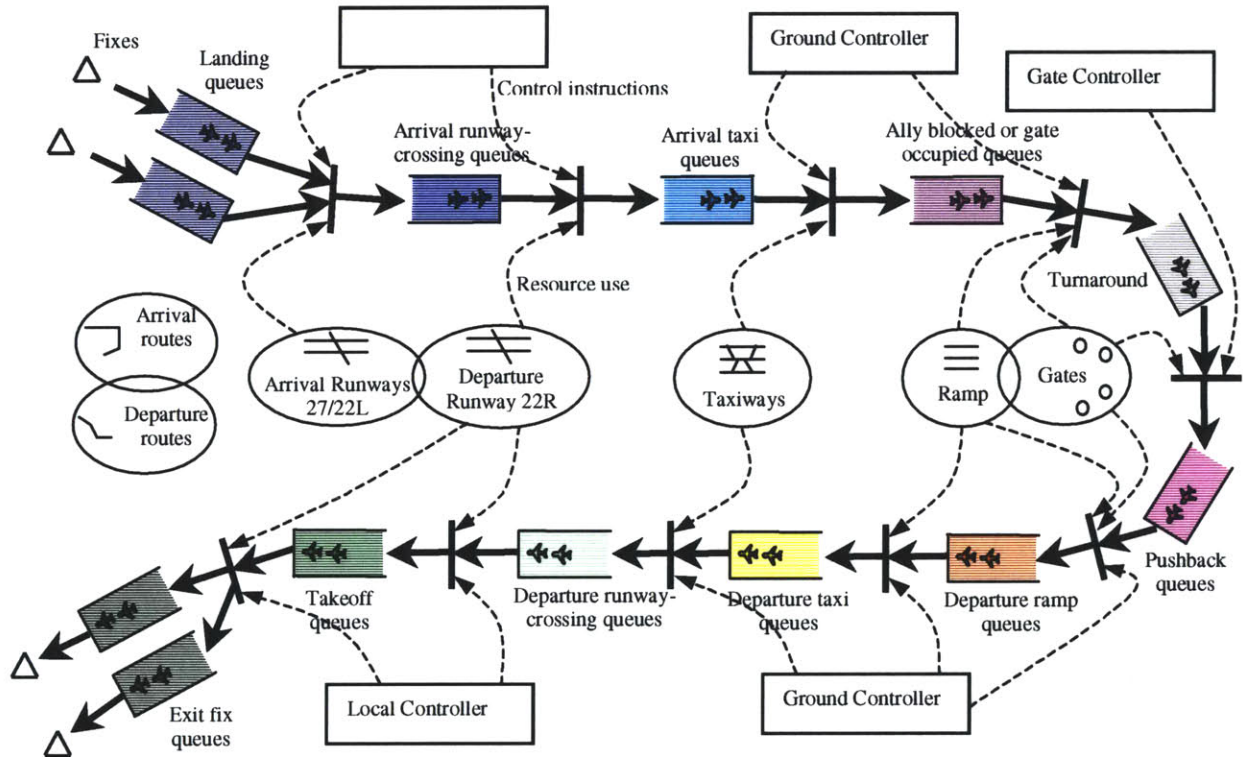 Fixes
Landing
queues
Ground Controller
Gate Controller
Control instructions
Arrival runway-
crossing queues
Arrival taxi
queues
Ally blocked or gate
occupied queues
Resource use
Turnaround
Arrival
routes
Departure
routes
Arrival Runways
27/22L
Departure
Runway 22R
Taxiways
Ramp
Gates
Pushback
queues
Takeoff
queues
Departure runway-
crossing queues
Departure taxi
queues
Departure ramp
queues
Exit fix
queues
Local Controller
Ground Controller